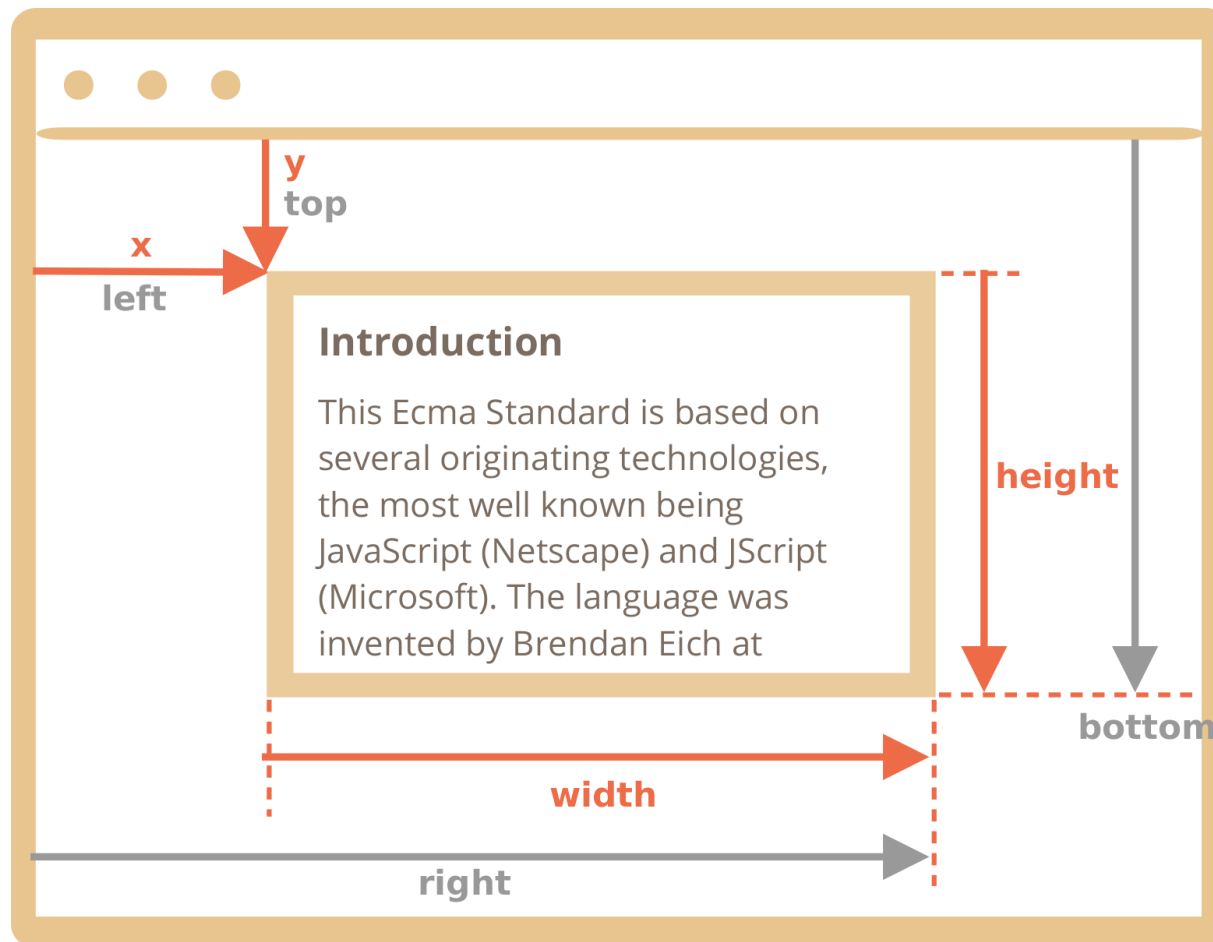 y
top
x
left
Introduction
This Ecma Standard is based on
several originating technologies,
the most well known being
JavaScript (Netscape) and JScript
(Microsoft). The language was
invented by Brendan Eich at
height
bottom
width
right